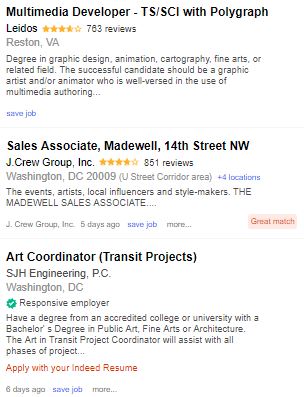 Multimedia Developer - TS/SCI with Polygraph
Leidos 763 reviews
Reston, VA
Degree in graphic design, animation, cartography, fine arts, or
related field. The successful candidate should be a graphic
artist and/or animator who is well-versed in the use of
multimedia authoring...
save job
Sales Associate, Madewell, 14th Street NW
J.Crew Group, Inc. 851 reviews
Washington, DC 20009 (U Street Corridor area) +4 locations
The events, artists, local influencers and style-makers. THE
MADEWELL SALES ASSOCIATE....
Great match
J. Crew Group, Inc. 5 days ago save job more...
Art Coordinator (Transit Projects)
SJH Engineering, P.C.
Washington, DC
Responsive employer
Have a degree from an accredited college or university with a
Bachelor` s Degree in Public Art, Fine Arts or Architecture.
The Art in Transit Project Coordinator will assist with all
phases of project...
Apply with your Indeed Resume
6 days ago save job more...